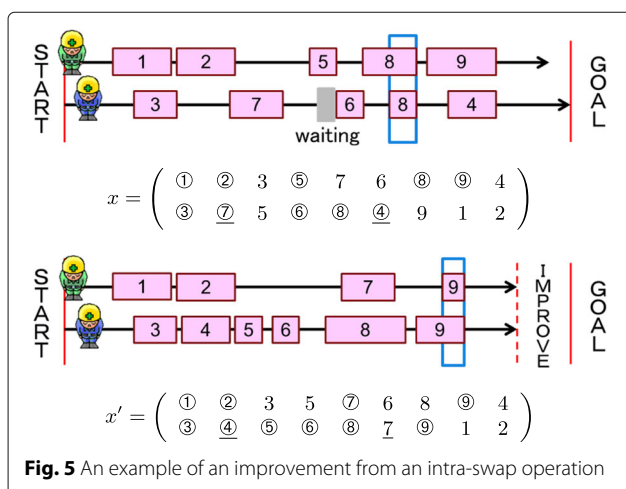 START
1 2 5 8 9
GOAL
3 7 6 8 4
waiting
x = ( ① ② 3 ⑤ 7 6 ⑧ ⑨ 4
③ ⑦ 5 ⑥ ⑧ ④ 9 1 2 )
START
1 2 7 9
IMPROVE
GOAL
3 4 5 6 8 9
x′ = ( ① ② 3 5 ⑦ 6 8 ⑨ 4
③ ④ ⑤ ⑥ ⑧ 7 ⑨ 1 2 )
Fig. 5 An example of an improvement from an intra-swap operation